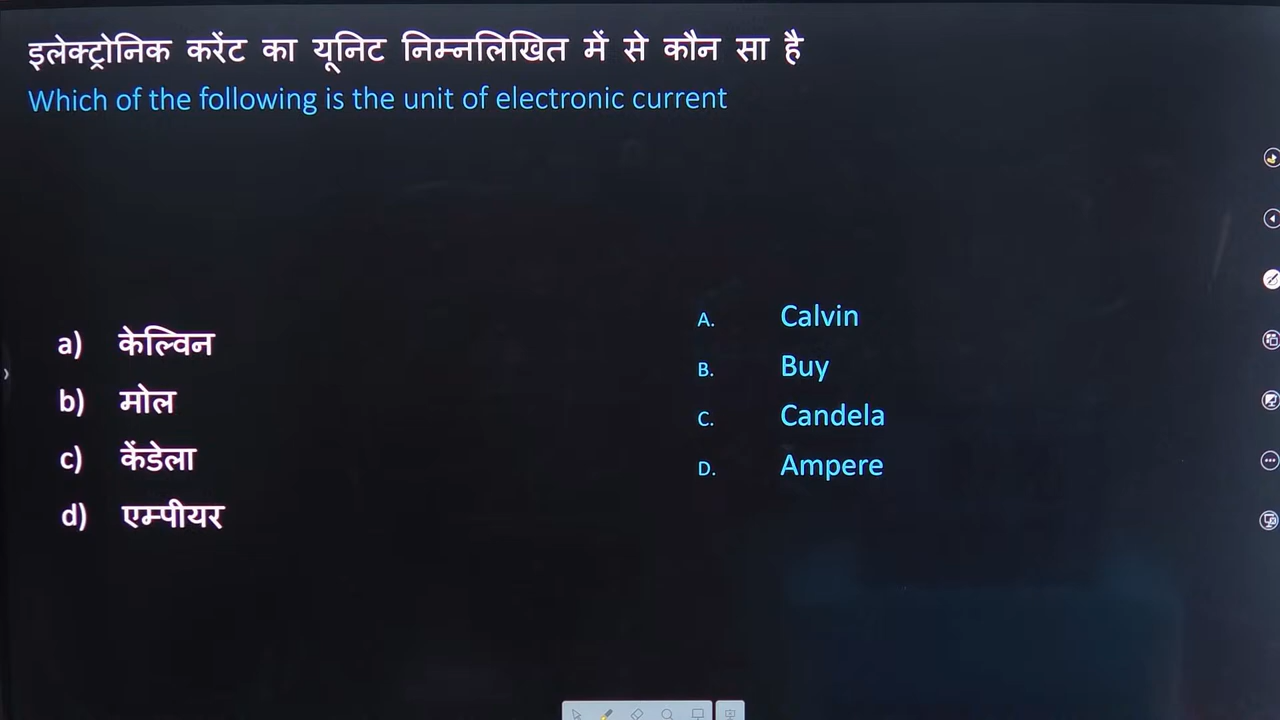 इलेक्ट्रोनिक करेंट का यूनिट निम्नलिखित में से कौन सा है
Which of the following is the unit of electronic current
a) केल्विन
b) मोल
c) केंडेला
d) एम्पीयर
A. Calvin
B. Buy
C. Candela
D. Ampere